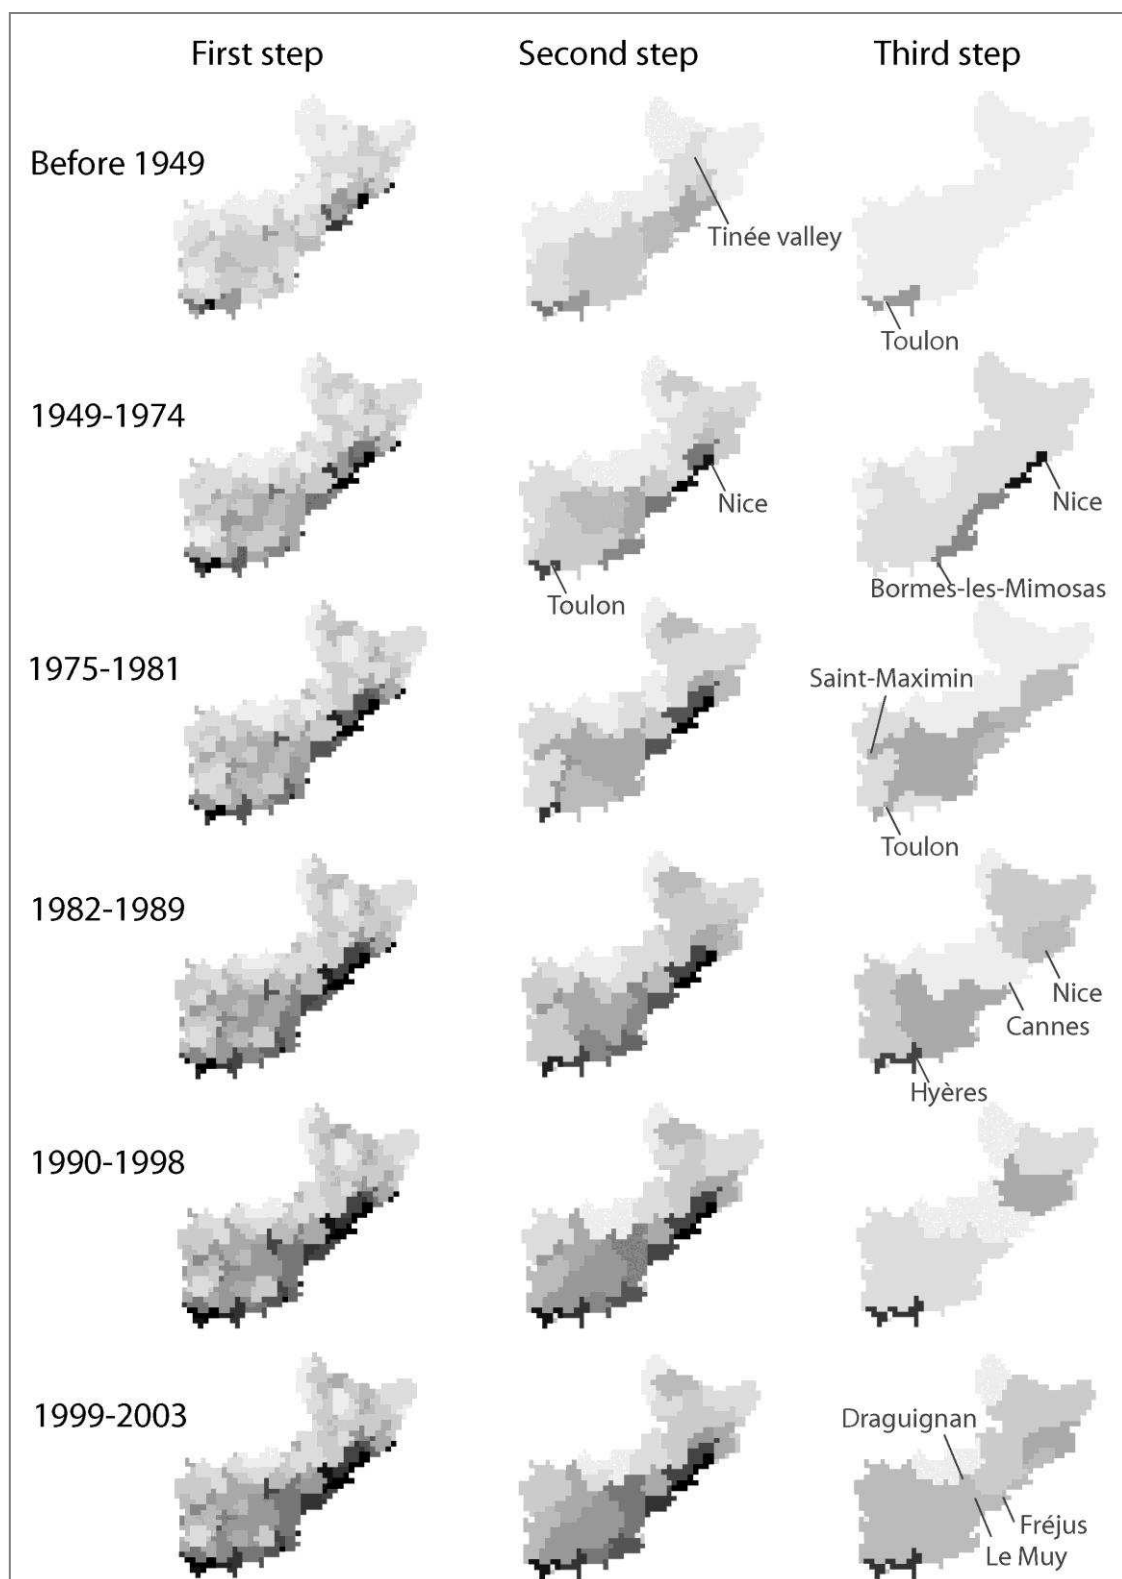 First step Second step Third step
Before 1949
Tinée valley
Toulon
1949-1974
Nice
Nice
Toulon
Bormes-les-Mimosas
1975-1981
Saint-Maximin
Toulon
1982-1989
Nice
Cannes
Hyères
1990-1998
1999-2003
Draguignan
Fréjus
Le Muy